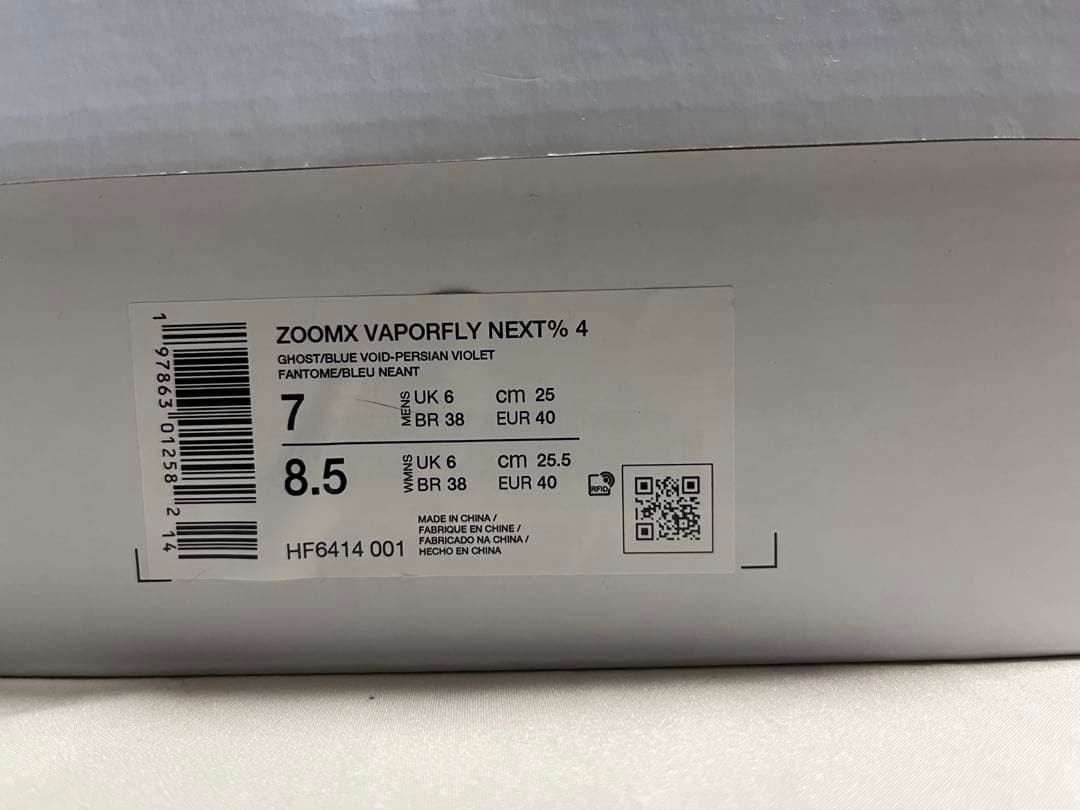 ZOOMX VAPORFLY NEXT% 4
GHOST/BLUE VOID-PERSIAN VIOLET
FANTOME/BLEU NEANT
7 MENS UK 6 cm 25
BR 38 EUR 40
8.5 WMNS UK 6 cm 25.5
BR 38 EUR 40
RFID
HF6414 001
MADE IN CHINA /
FABRIQUE EN CHINE /
FABRICADO NA CHINA /
HECHO EN CHINA
1 97863 01258 2 14